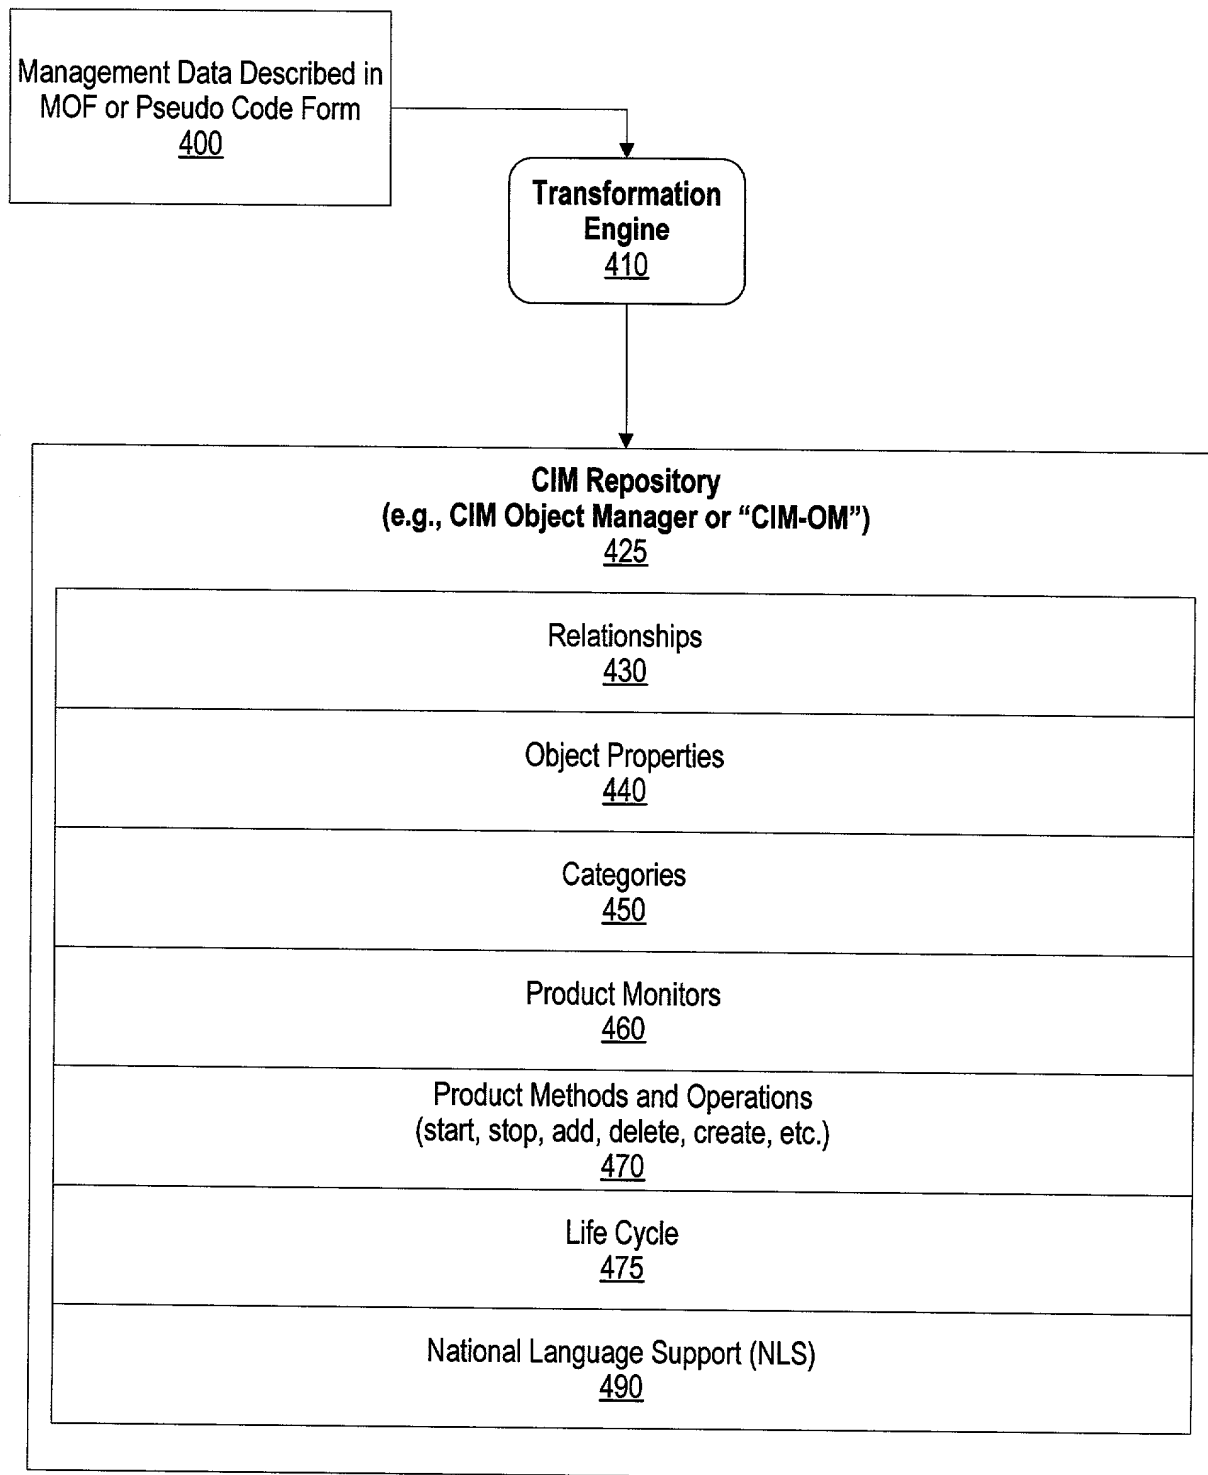 Management Data Described in
MOF or Pseudo Code Form
400
Transformation
Engine
410
CIM Repository
(e.g., CIM Object Manager or “CIM-OM”)
425
Relationships
430
Object Properties
440
Categories
450
Product Monitors
460
Product Methods and Operations
(start, stop, add, delete, create, etc.)
470
Life Cycle
475
National Language Support (NLS)
490